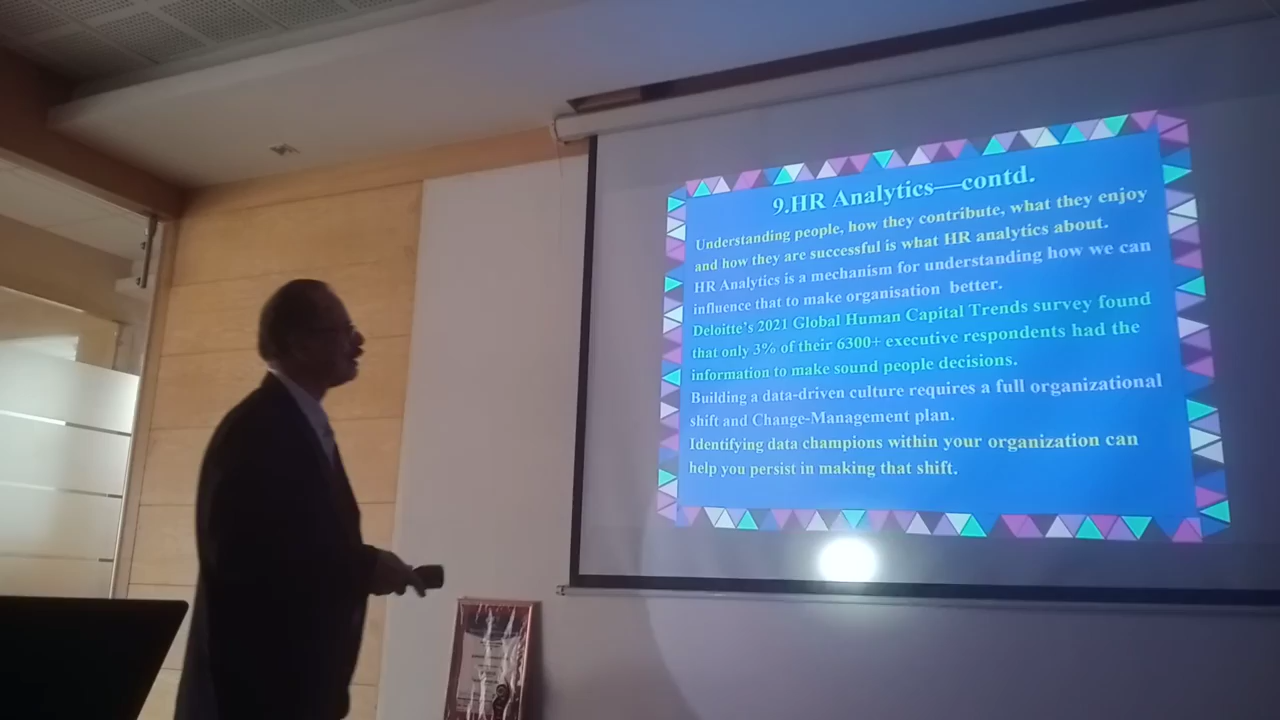 9.HR Analytics—contd.
Understanding people, how they contribute, what they enjoy
and how they are successful is what HR analytics about.
HR Analytics is a mechanism for understanding how we can
influence that to make organisation better.
Deloitte's 2021 Global Human Capital Trends survey found
that only 3% of their 6300+ executive respondents had the
information to make sound people decisions.
Building a data-driven culture requires a full organizational
shift and Change-Management plan.
Identifying data champions within your organization can
help you persist in making that shift.